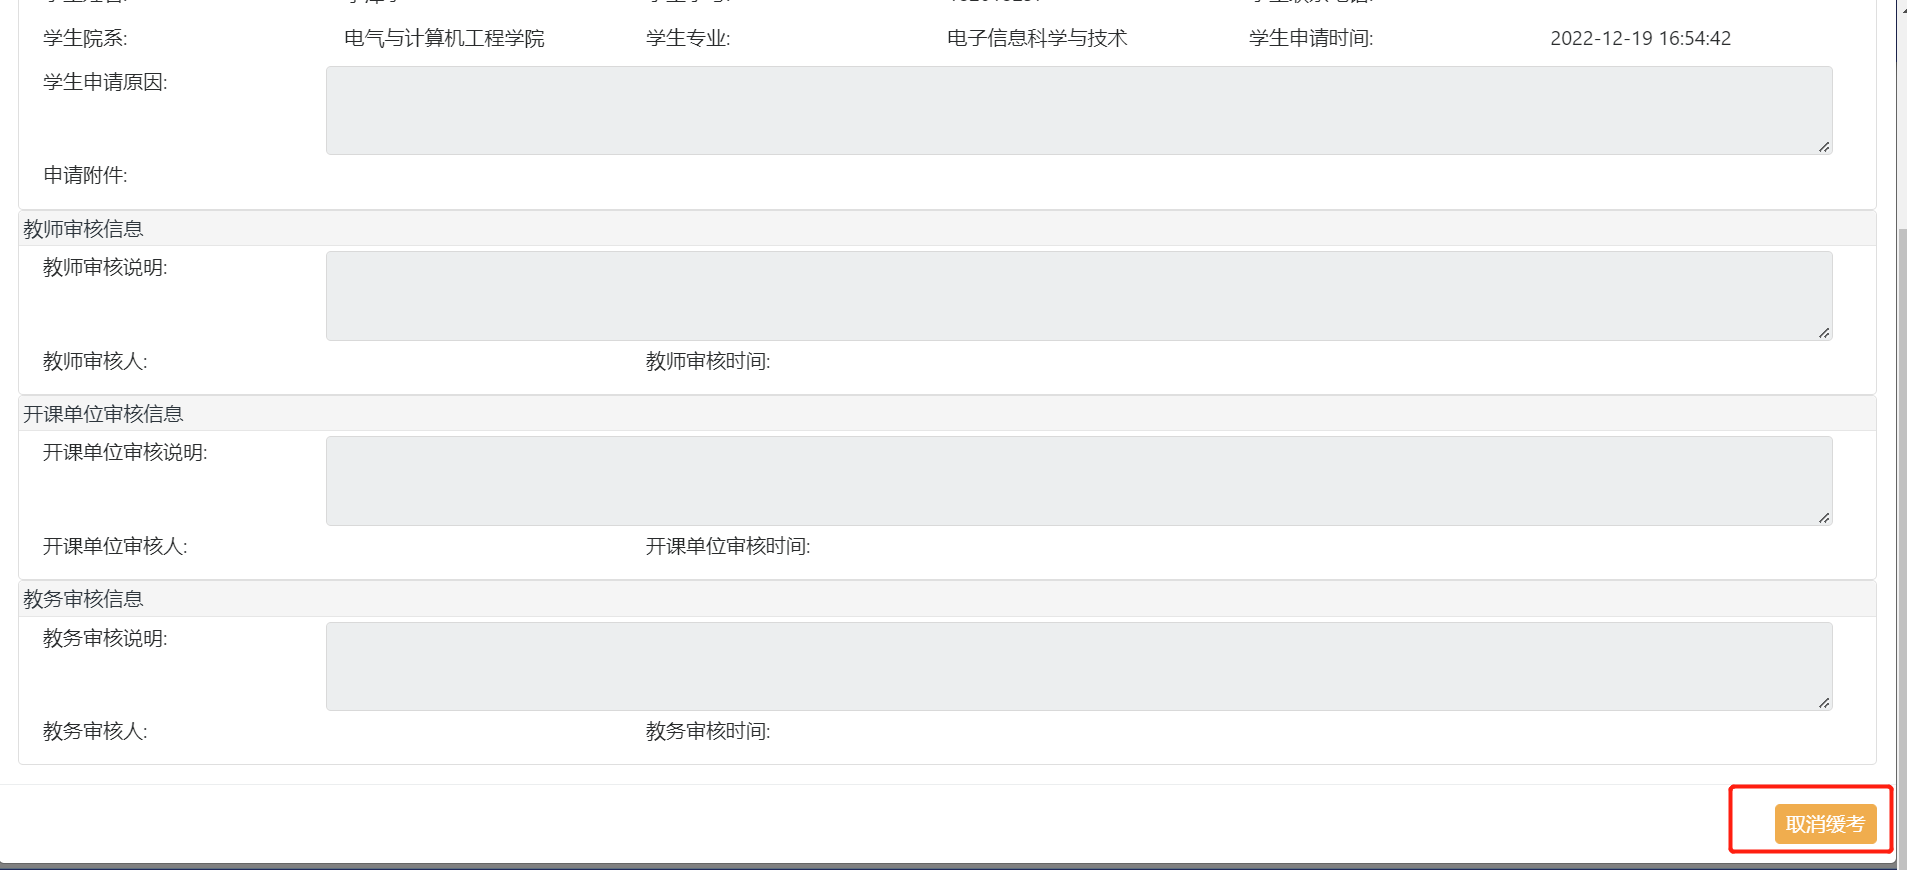 学生院系: 电气与计算机工程学院 学生专业: 电子信息科学与技术 学生申请时间: 2022-12-19 16:54:42
学生申请原因:
申请附件:
教师审核信息
教师审核说明:
教师审核人: 教师审核时间:
开课单位审核信息
开课单位审核说明:
开课单位审核人: 开课单位审核时间:
教务审核信息
教务审核说明:
教务审核人: 教务审核时间:
取消缓考